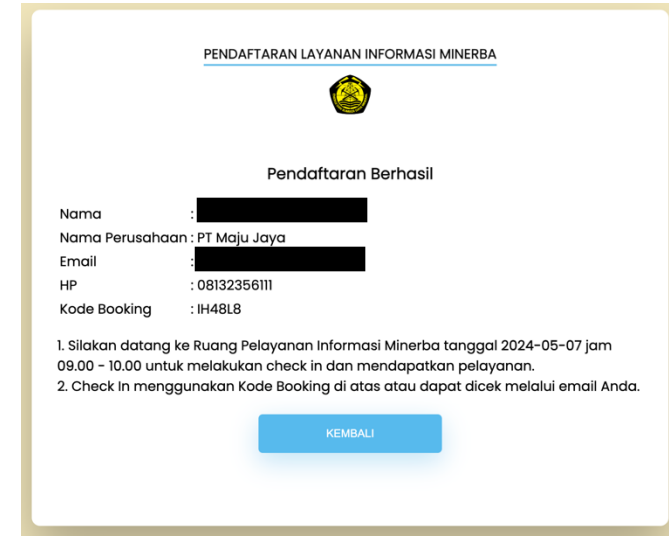 PENDAFTARAN LAYANAN INFORMASI MINERBA
Pendaftaran Berhasil
Nama :
Nama Perusahaan : PT Maju Jaya
Email :
HP : 08132356111
Kode Booking : IH48L8
1. Silakan datang ke Ruang Pelayanan Informasi Minerba tanggal 2024-05-07 jam
09.00 - 10.00 untuk melakukan check in dan mendapatkan pelayanan.
2. Check In menggunakan Kode Booking di atas atau dapat dicek melalui email Anda.
KEMBALI